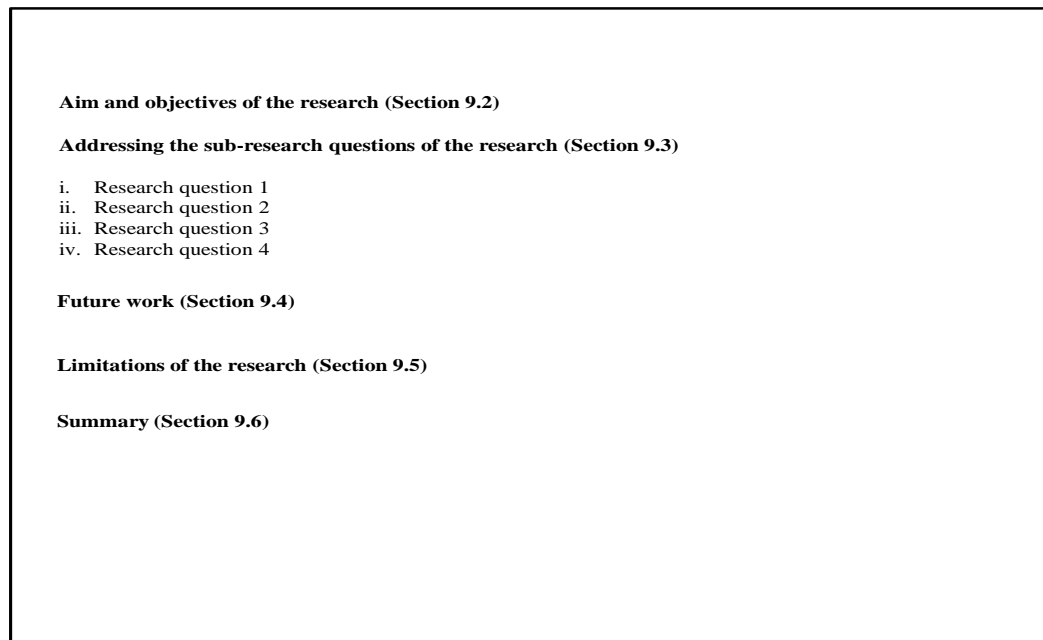 Aim and objectives of the research (Section 9.2)
Addressing the sub-research questions of the research (Section 9.3)
i. Research question 1
ii. Research question 2
iii. Research question 3
iv. Research question 4
Future work (Section 9.4)
Limitations of the research (Section 9.5)
Summary (Section 9.6)